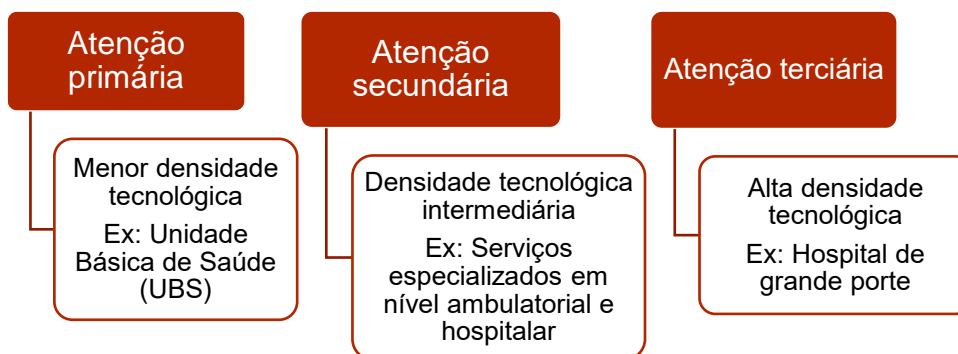 Atenção
primária
Menor densidade
tecnológica
Ex: Unidade
Básica de Saúde
(UBS)
Atenção
secundária
Densidade tecnológica
intermediária
Ex: Serviços
especializados em
nível ambulatorial e
hospitalar
Atenção terciária
Alta densidade
tecnológica
Ex: Hospital de
grande porte